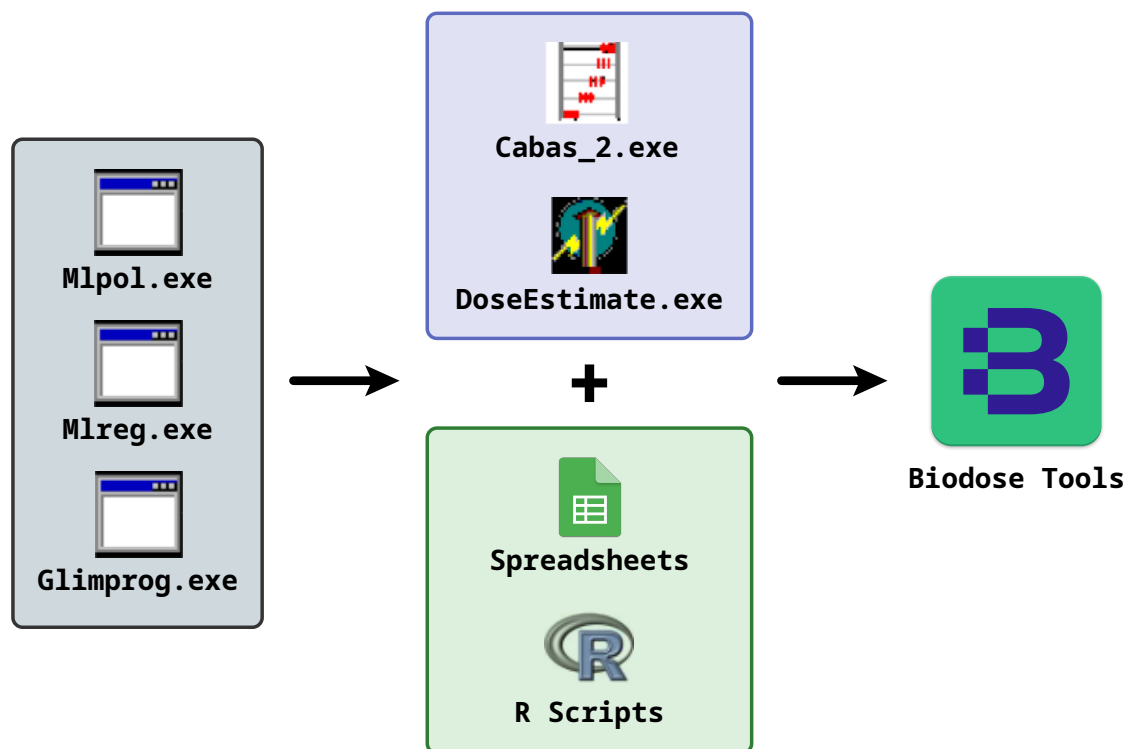 Mlpol.exe
Mlreg.exe
Glimprog.exe
Cabas_2.exe
DoseEstimate.exe
+
Spreadsheets
R Scripts
Biodose Tools